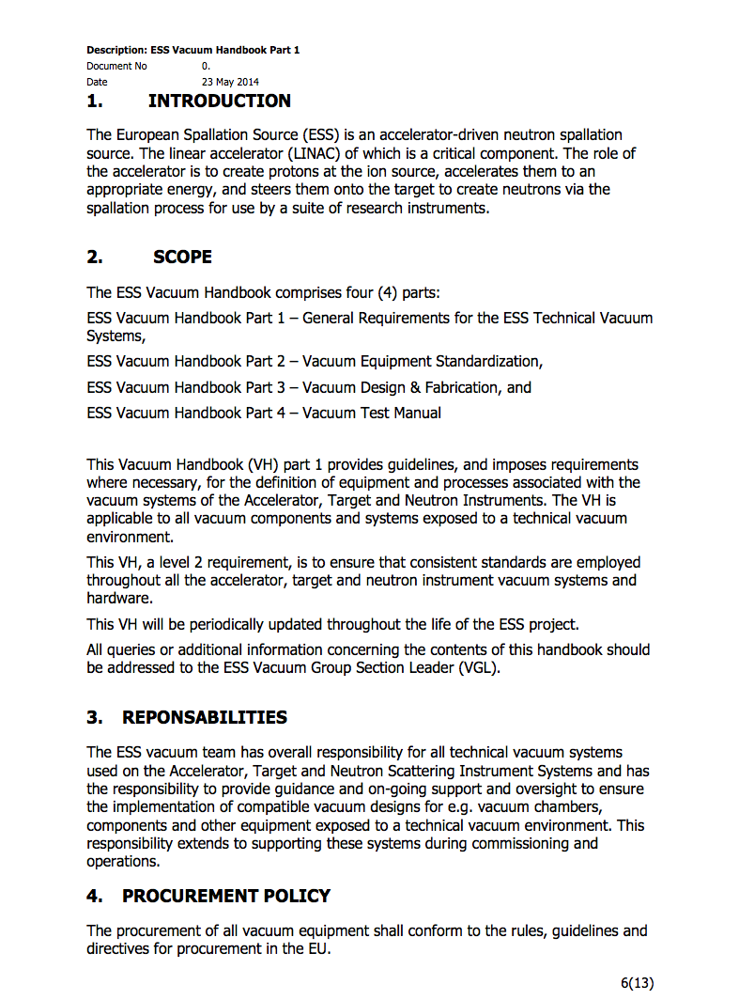 Description: ESS Vacuum Handbook Part 1
Document No 0.
Date 23 May 2014
1. INTRODUCTION
The European Spallation Source (ESS) is an accelerator-driven neutron spallation
source. The linear accelerator (LINAC) of which is a critical component. The role of
the accelerator is to create protons at the ion source, accelerates them to an
appropriate energy, and steers them onto the target to create neutrons via the
spallation process for use by a suite of research instruments.
2. SCOPE
The ESS Vacuum Handbook comprises four (4) parts:
ESS Vacuum Handbook Part 1 – General Requirements for the ESS Technical Vacuum
Systems,
ESS Vacuum Handbook Part 2 – Vacuum Equipment Standardization,
ESS Vacuum Handbook Part 3 – Vacuum Design & Fabrication, and
ESS Vacuum Handbook Part 4 – Vacuum Test Manual
This Vacuum Handbook (VH) part 1 provides guidelines, and imposes requirements
where necessary, for the definition of equipment and processes associated with the
vacuum systems of the Accelerator, Target and Neutron Instruments. The VH is
applicable to all vacuum components and systems exposed to a technical vacuum
environment.
This VH, a level 2 requirement, is to ensure that consistent standards are employed
throughout all the accelerator, target and neutron instrument vacuum systems and
hardware.
This VH will be periodically updated throughout the life of the ESS project.
All queries or additional information concerning the contents of this handbook should
be addressed to the ESS Vacuum Group Section Leader (VGL).
3. REPONSABILITIES
The ESS vacuum team has overall responsibility for all technical vacuum systems
used on the Accelerator, Target and Neutron Scattering Instrument Systems and has
the responsibility to provide guidance and on-going support and oversight to ensure
the implementation of compatible vacuum designs for e.g. vacuum chambers,
components and other equipment exposed to a technical vacuum environment. This
responsibility extends to supporting these systems during commissioning and
operations.
4. PROCUREMENT POLICY
The procurement of all vacuum equipment shall conform to the rules, guidelines and
directives for procurement in the EU.
6(13)